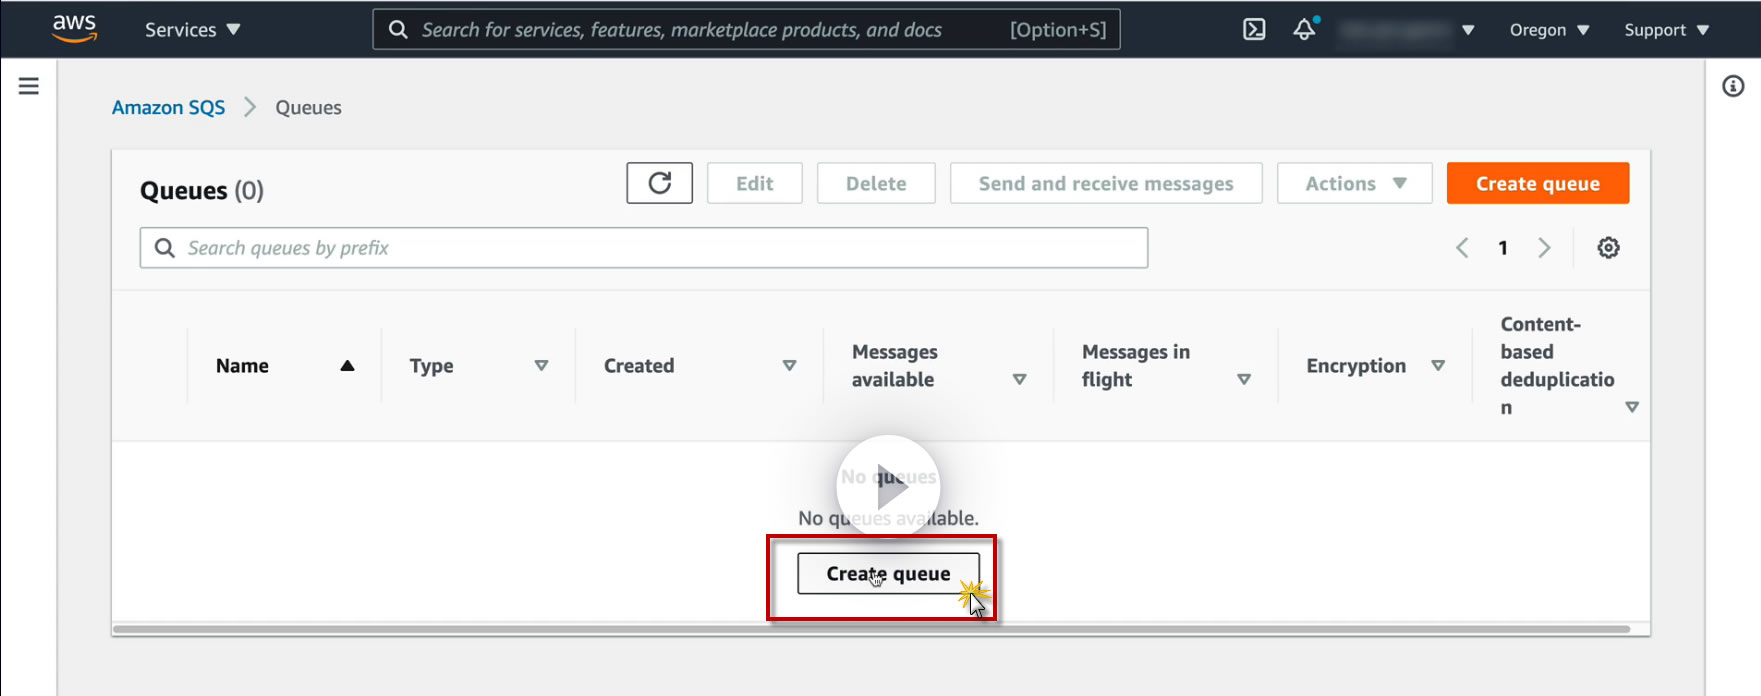 aws
Services
Search for services, features, marketplace products, and docs [Option+S]
Oregon
Support
Amazon SQS
Queues
Queues (0)
Edit
Delete
Send and receive messages
Actions
Create queue
Search queues by prefix
1
Name
Type
Created
Messages
available
Messages in
flight
Encryption
Content-
based
deduplicatio
n
No queues
No queues available.
Create queue